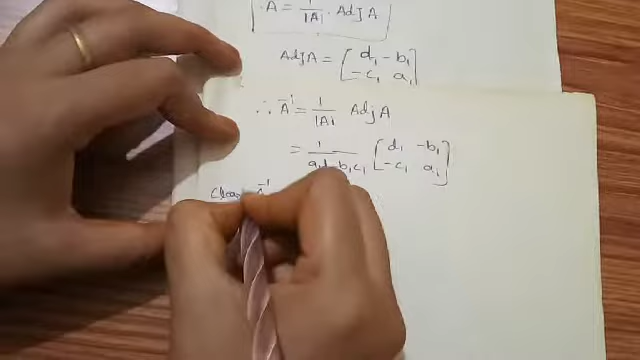 A = 1/|A| . Adj A
Adj A = [d₁ -b₁
-c₁ a₁]
∴ A⁻¹ = 1/|A| Adj A
= 1/(a₁d₁-b₁c₁) [d₁ -b₁
-c₁ a₁]